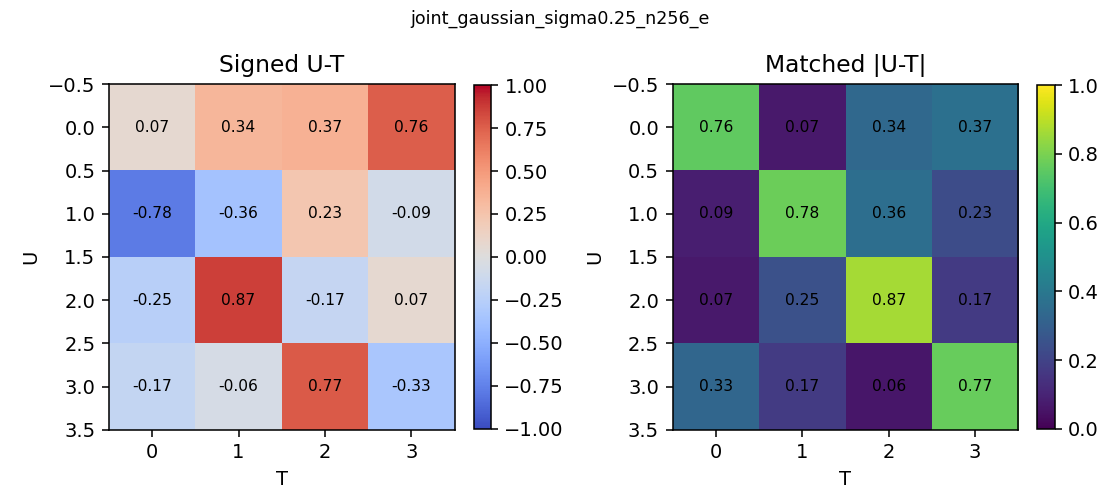 joint_gaussian_sigma0.25_n256_e
Signed U-T
Matched |U-T|
−0.5
0.0
0.5
1.0
1.5
2.0
2.5
3.0
3.5
U
0.07 0.34 0.37 0.76
-0.78 -0.36 0.23 -0.09
-0.25 0.87 -0.17 0.07
-0.17 -0.06 0.77 -0.33
0 1 2 3
T
1.00
0.75
0.50
0.25
0.00
−0.25
−0.50
−0.75
−1.00
−0.5
0.0
0.5
1.0
1.5
2.0
2.5
3.0
3.5
U
0.76 0.07 0.34 0.37
0.09 0.78 0.36 0.23
0.07 0.25 0.87 0.17
0.33 0.17 0.06 0.77
0 1 2 3
T
1.0
0.8
0.6
0.4
0.2
0.0